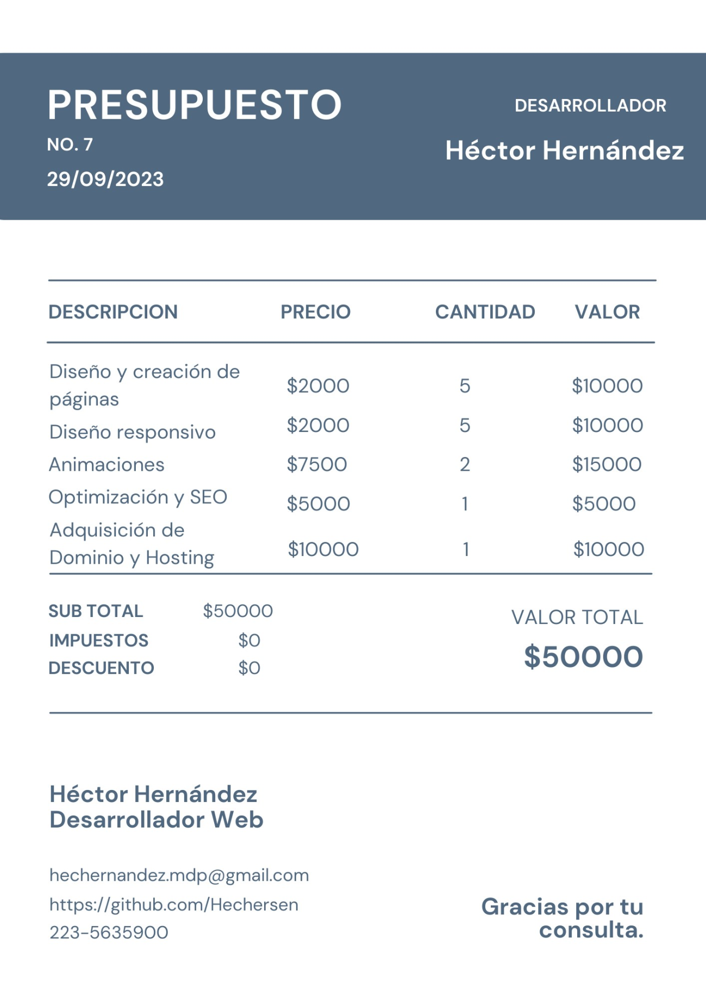 PRESUPUESTO
NO. 7
29/09/2023
DESARROLLADOR
Héctor Hernández
DESCRIPCION PRECIO CANTIDAD VALOR
Diseño y creación de
páginas $2000 5 $10000
Diseño responsivo $2000 5 $10000
Animaciones $7500 2 $15000
Optimización y SEO $5000 1 $5000
Adquisición de
Dominio y Hosting $10000 1 $10000
SUB TOTAL $50000
IMPUESTOS $0
DESCUENTO $0
VALOR TOTAL
$50000
Héctor Hernández
Desarrollador Web
hechernandez.mdp@gmail.com
https://github.com/Hechersen
223-5635900
Gracias por tu
consulta.